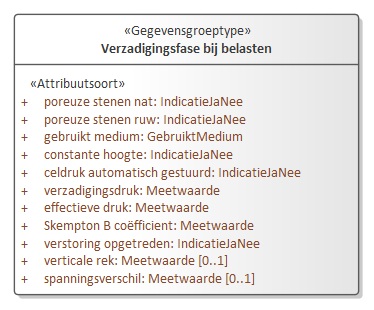 «Gegevensgroeptype»
Verzadigingsfase bij belasten
«Attribuutsoort»
+ poreuze stenen nat: IndicatieJaNee
+ poreuze stenen ruw: IndicatieJaNee
+ gebruikt medium: GebruiktMedium
+ constante hoogte: IndicatieJaNee
+ celdruk automatisch gestuurd: IndicatieJaNee
+ verzadigingsdruk: Meetwaarde
+ effectieve druk: Meetwaarde
+ Skempton B coëfficient: Meetwaarde
+ verstoring opgetreden: IndicatieJaNee
+ verticale rek: Meetwaarde [0..1]
+ spanningsverschil: Meetwaarde [0..1]